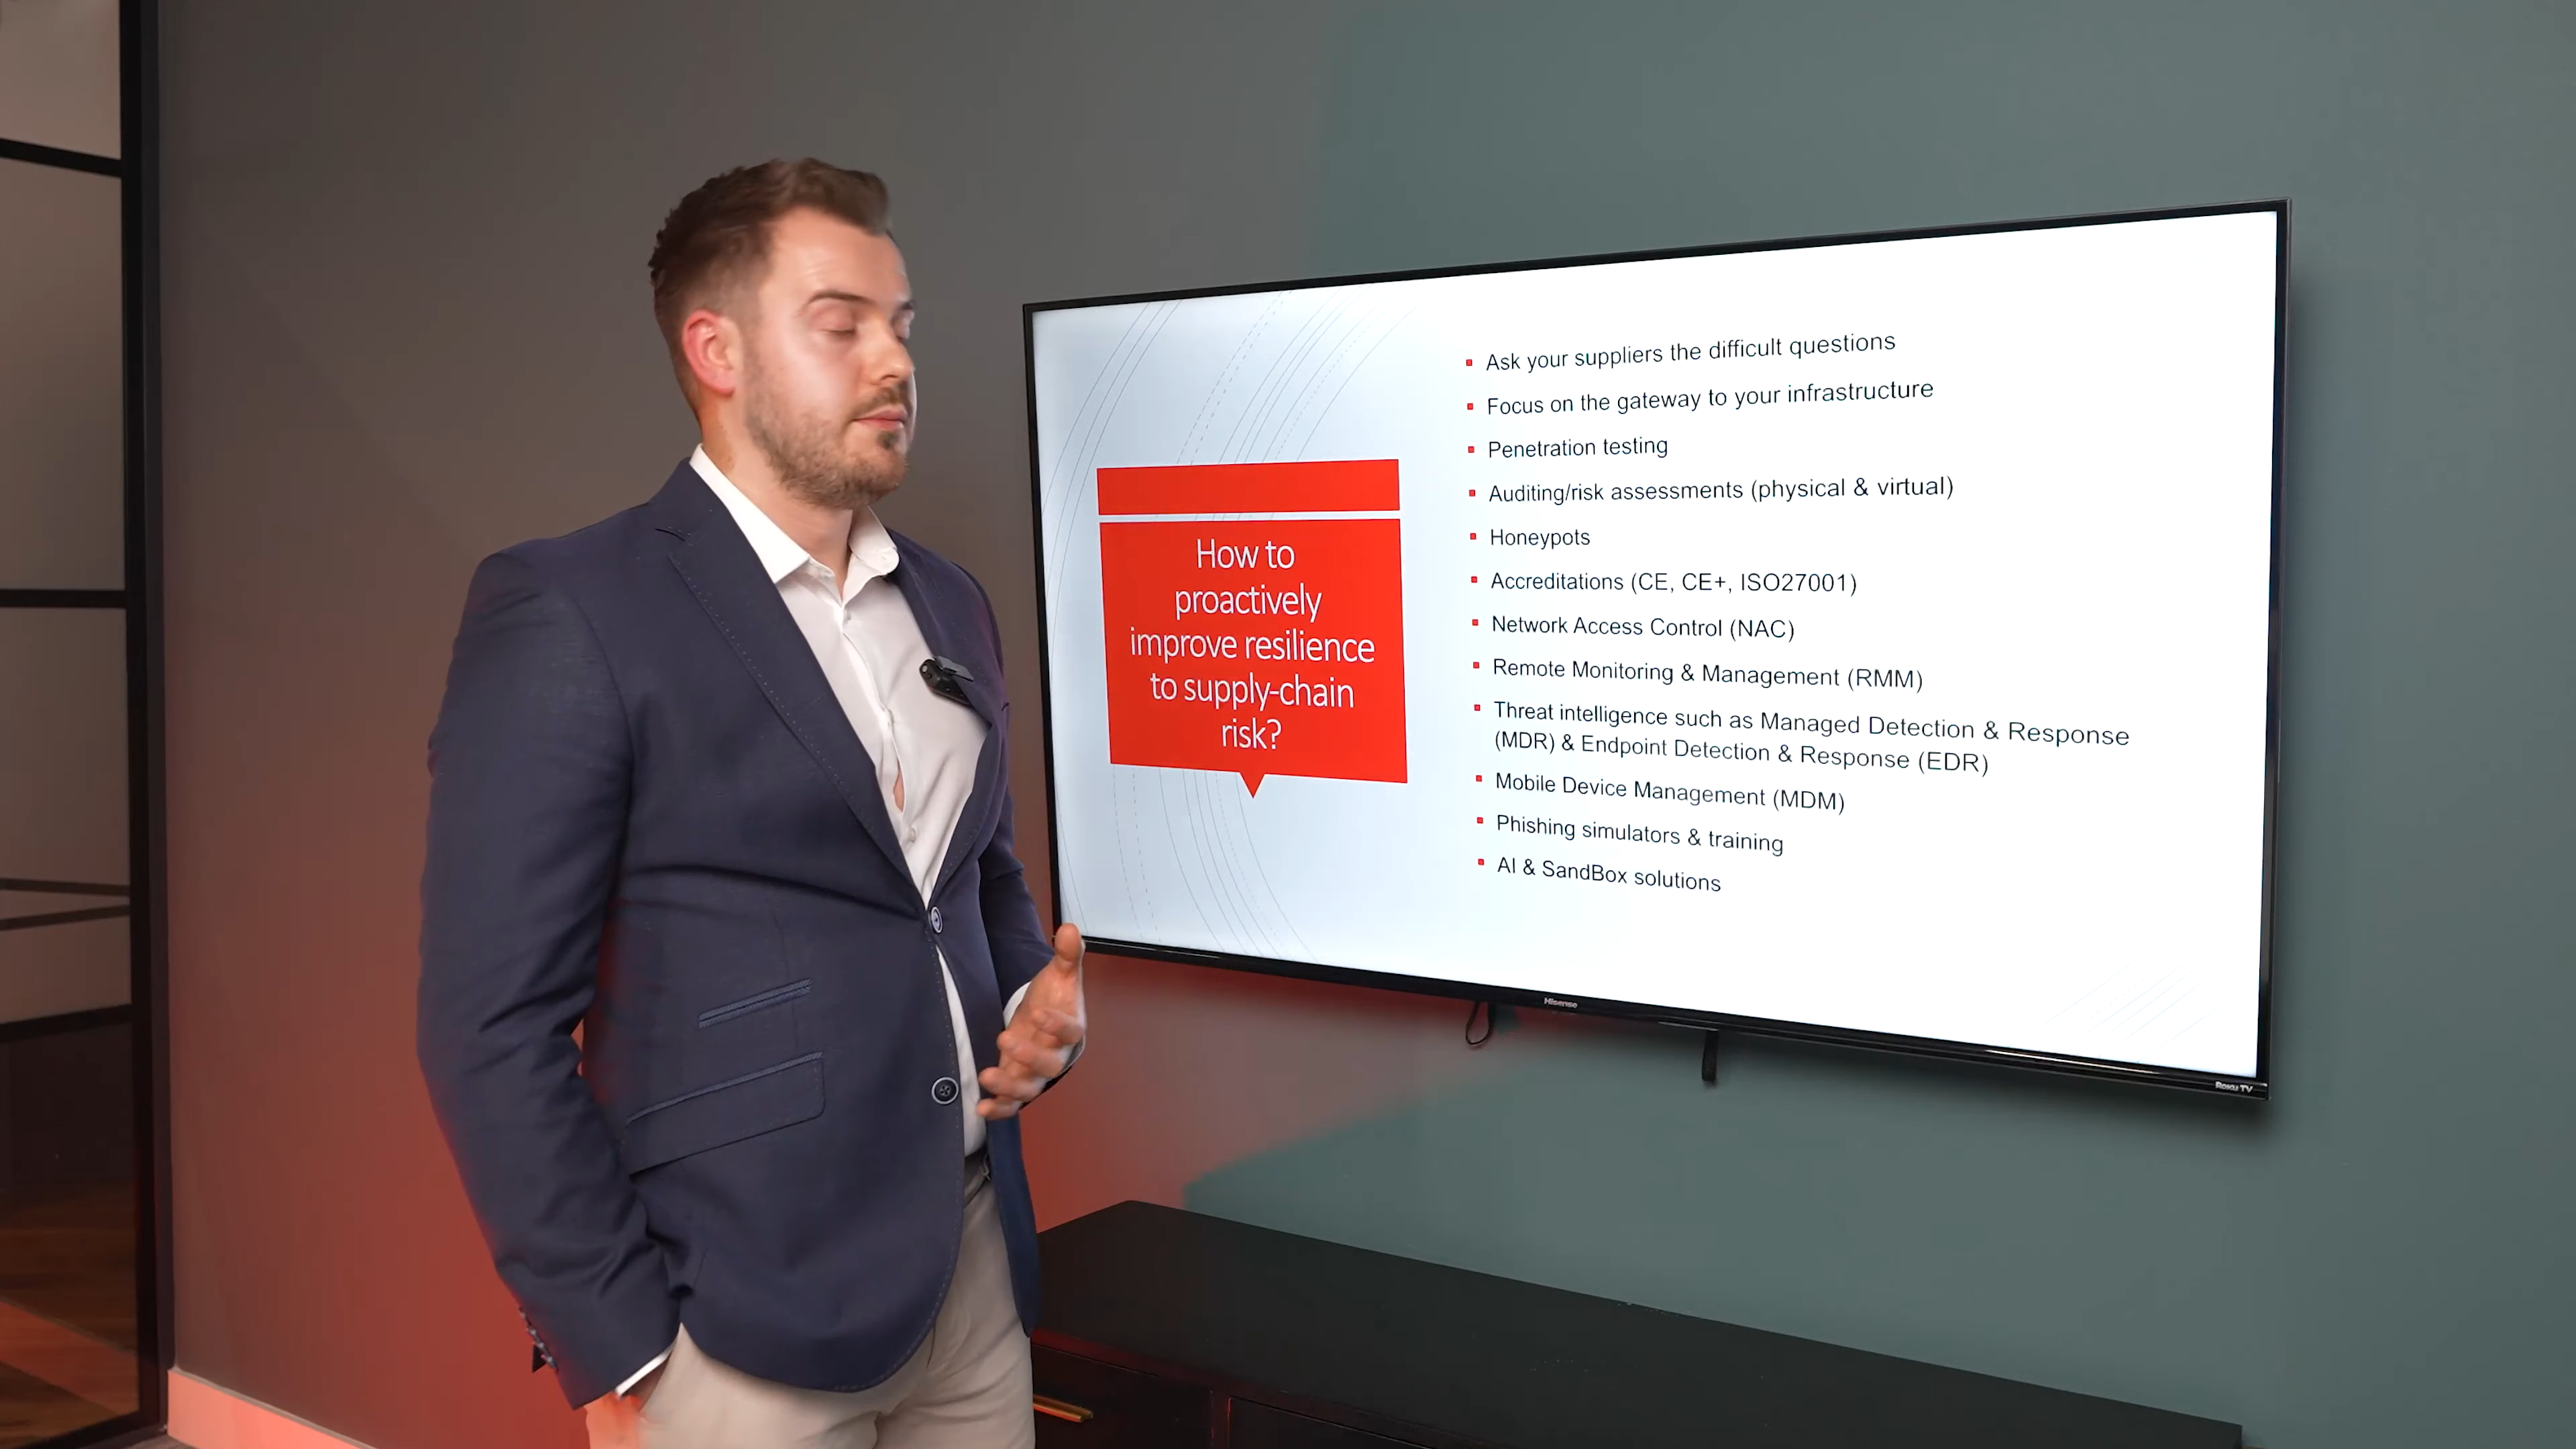 How to
proactively
improve resilience
to supply-chain
risk?
Ask your suppliers the difficult questions
Focus on the gateway to your infrastructure
Penetration testing
Auditing/risk assessments (physical & virtual)
Honeypots
Accreditations (CE, CE+, ISO27001)
Network Access Control (NAC)
Remote Monitoring & Management (RMM)
Threat intelligence such as Managed Detection & Response
(MDR) & Endpoint Detection & Response (EDR)
Mobile Device Management (MDM)
Phishing simulators & training
AI & SandBox solutions
Hisense
Roku TV